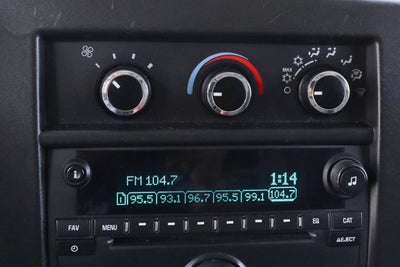 MAX
FM 104.7 1:14
1 95.5 93.1 96.7 95.5 99.1 104.7
FAV MENU EQ CAT
EJECT